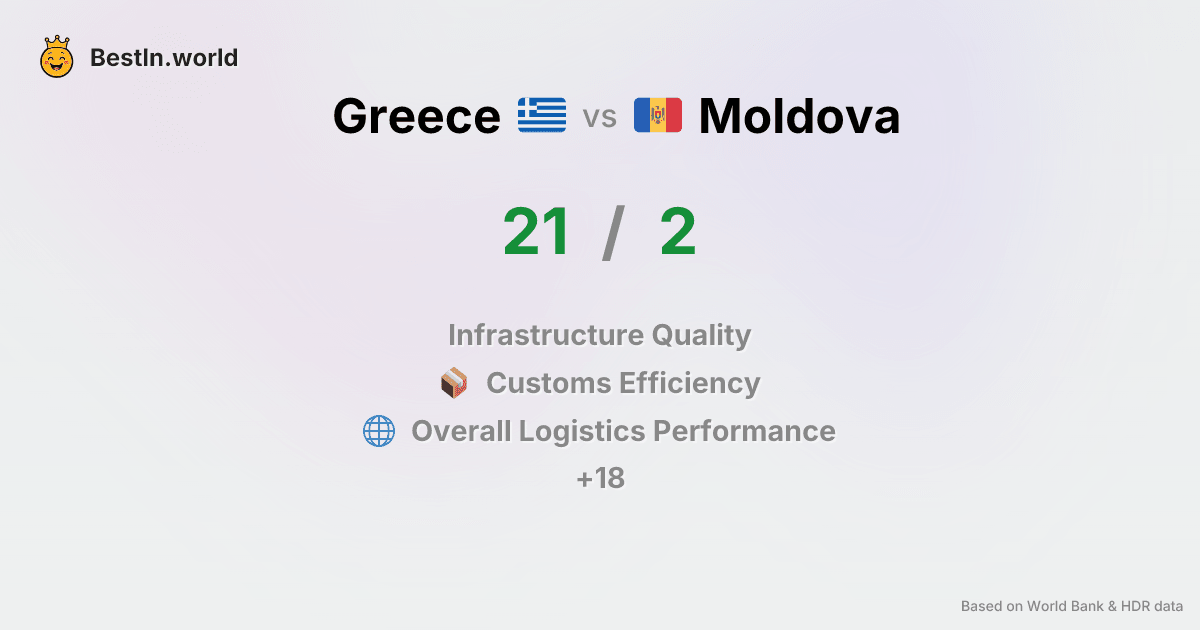 BestIn.world
Greece vs Moldova
21 / 2
Infrastructure Quality
Customs Efficiency
Overall Logistics Performance
+18
Based on World Bank & HDR data